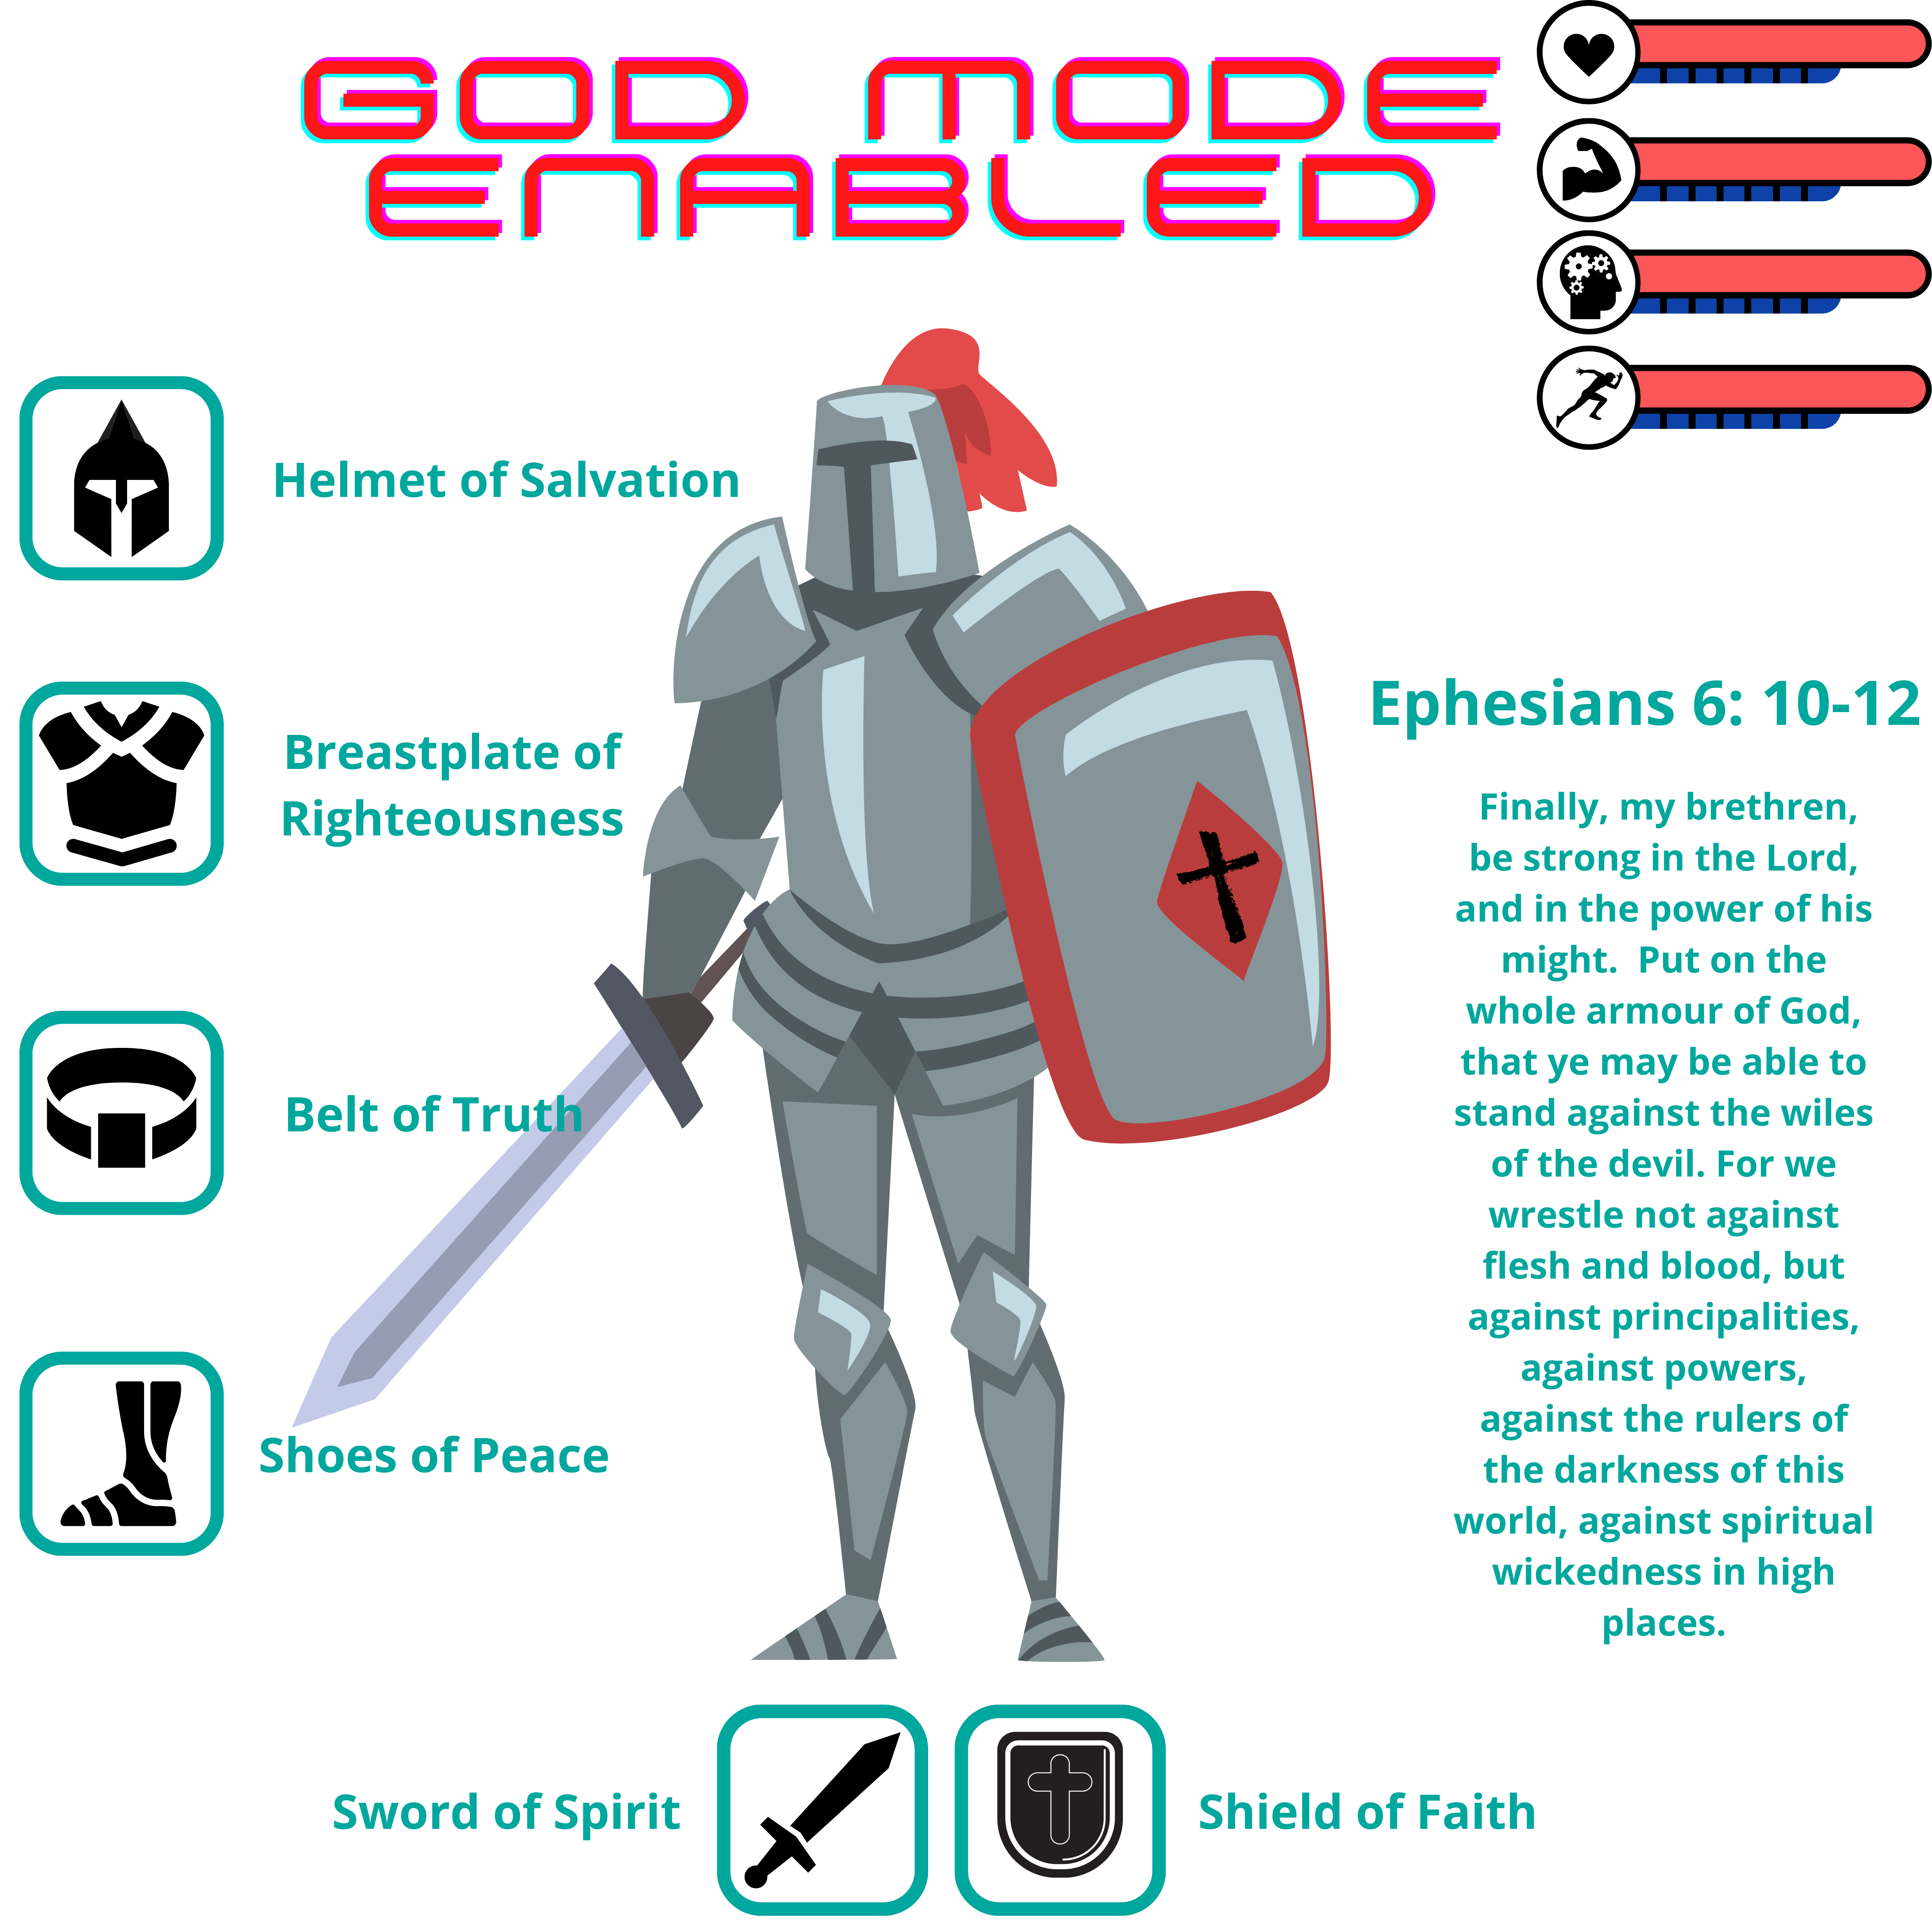 GOD MODE
ENABLED
Helmet of Salvation
Breastplate of
Righteousness
Belt of Truth
Shoes of Peace
Ephesians 6: 10-12
Finally, my brethren,
be strong in the Lord,
and in the power of his
might.  Put on the
whole armour of God,
that ye may be able to
stand against the wiles
of the devil. For we
wrestle not against
flesh and blood, but
against principalities,
against powers,
against the rulers of
the darkness of this
world, against spiritual
wickedness in high
places.
Sword of Spirit
Shield of Faith